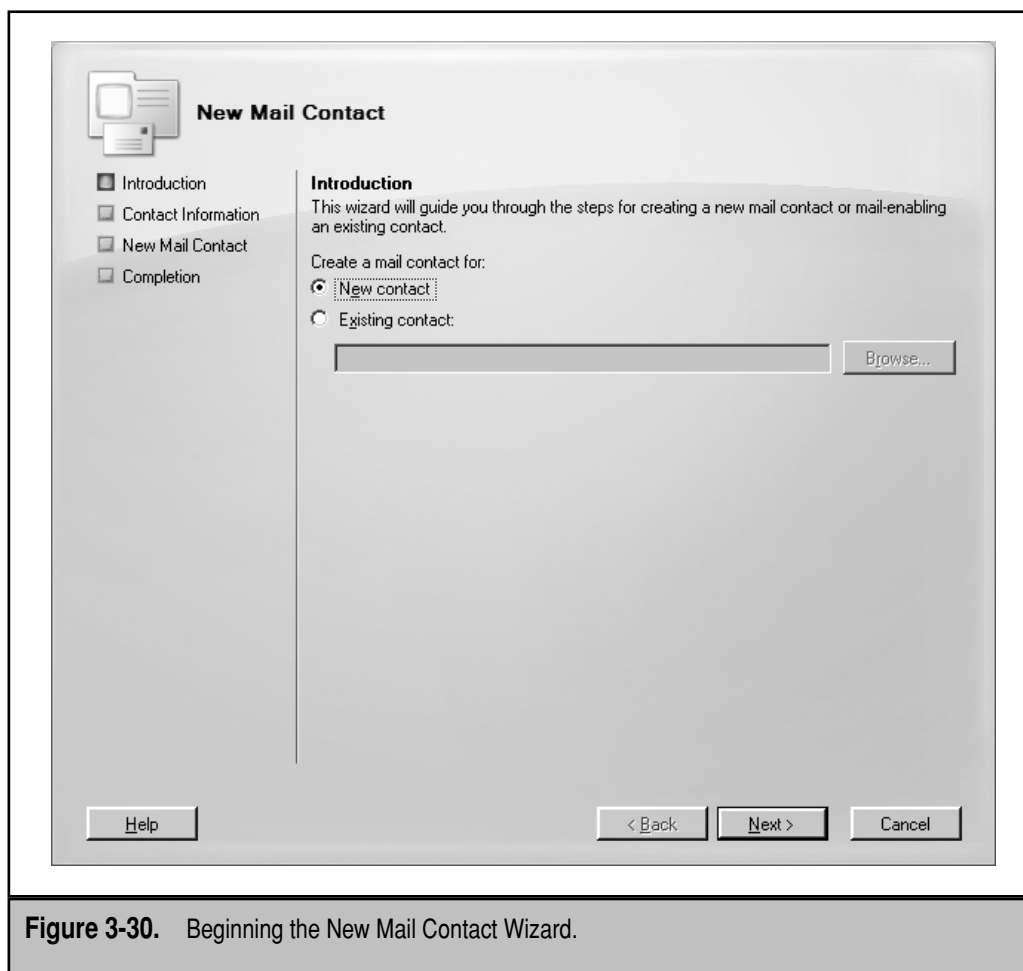 New Mail Contact
Introduction
Contact Information
New Mail Contact
Completion
Introduction
This wizard will guide you through the steps for creating a new mail contact or mail-enabling
an existing contact.
Create a mail contact for:
New contact
Existing contact:
Browse...
Help
< Back
Next >
Cancel
Figure 3-30. Beginning the New Mail Contact Wizard.